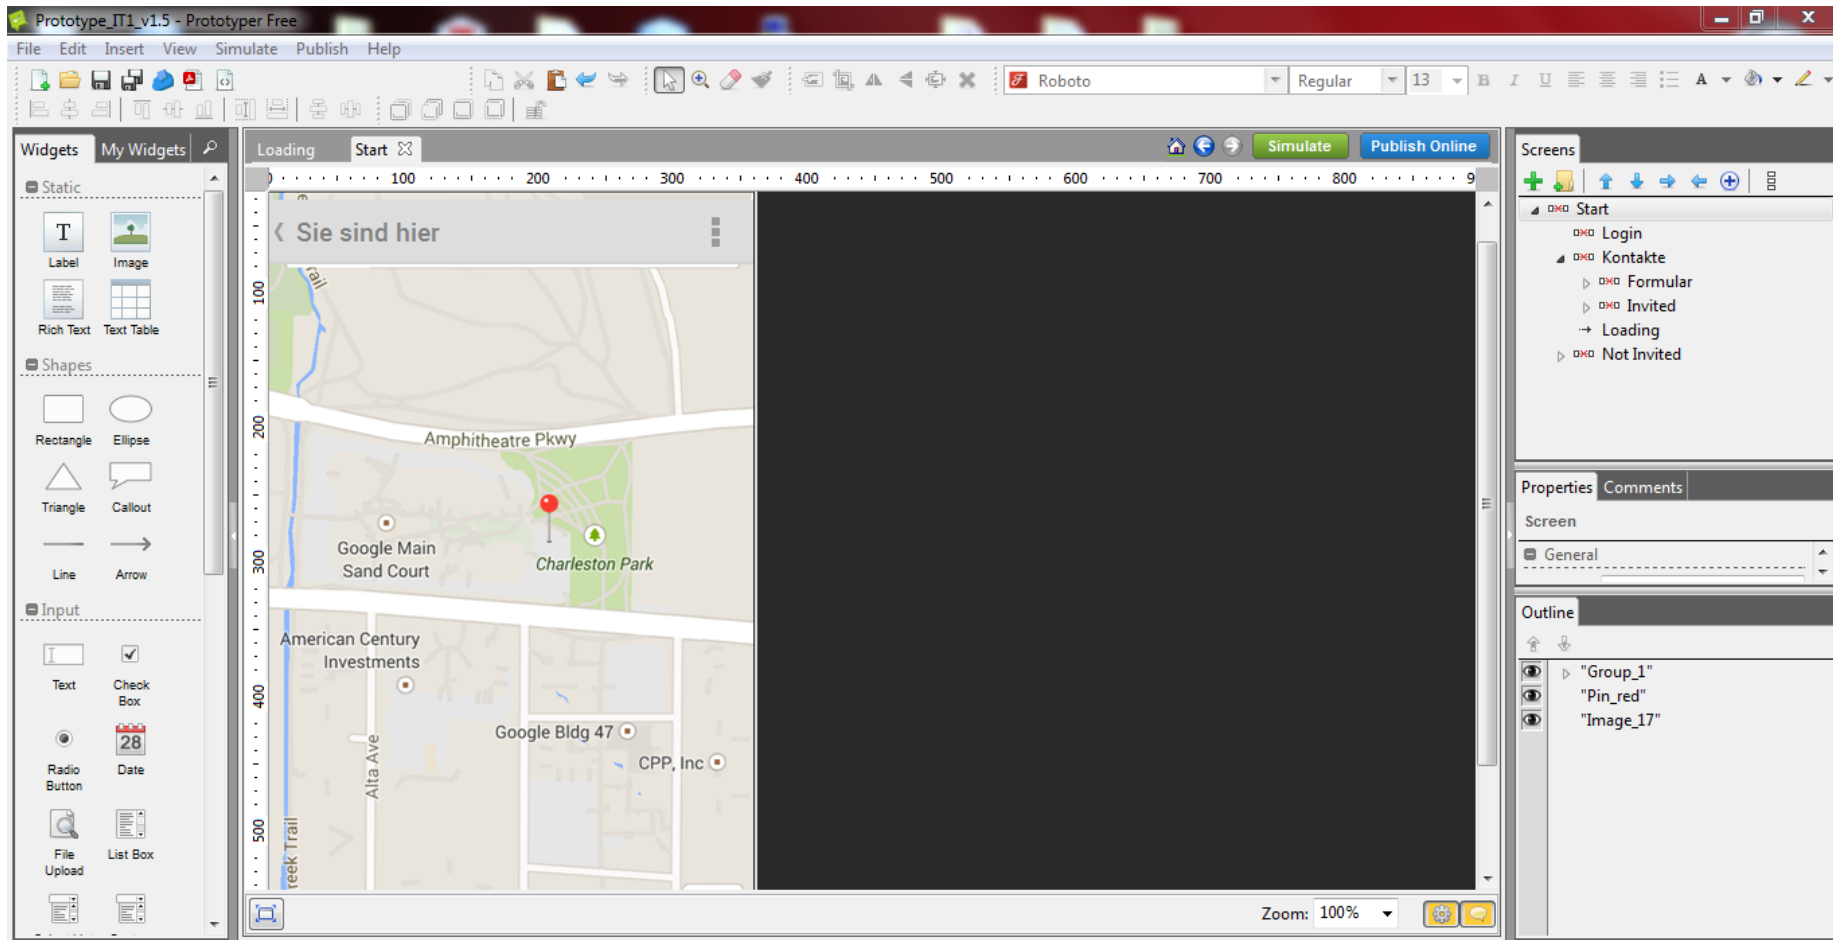 Prototype_IT1_v1.5 - Prototyper Free
File Edit Insert View Simulate Publish Help
Roboto Regular 13 B I U A
Widgets My Widgets
Static
T
Label Image
Rich Text Text Table
Shapes
Rectangle Ellipse
Triangle Callout
Line Arrow
Input
Text Check Box
28
Radio Button Date
File Upload List Box
Loading Start
Simulate Publish Online
0 100 200 300 400 500 600 700 800 9
100
200
300
400
500
Sie sind hier
Amphitheatre Pkwy
Google Main
Sand Court
Charleston Park
American Century
Investments
Google Bldg 47
CPP, Inc
Alta Ave
reek Trail
Zoom: 100%
Screens
Start
Login
Kontakte
Formular
Invited
Loading
Not Invited
Properties Comments
Screen
General
Outline
"Group_1"
"Pin_red"
"Image_17"